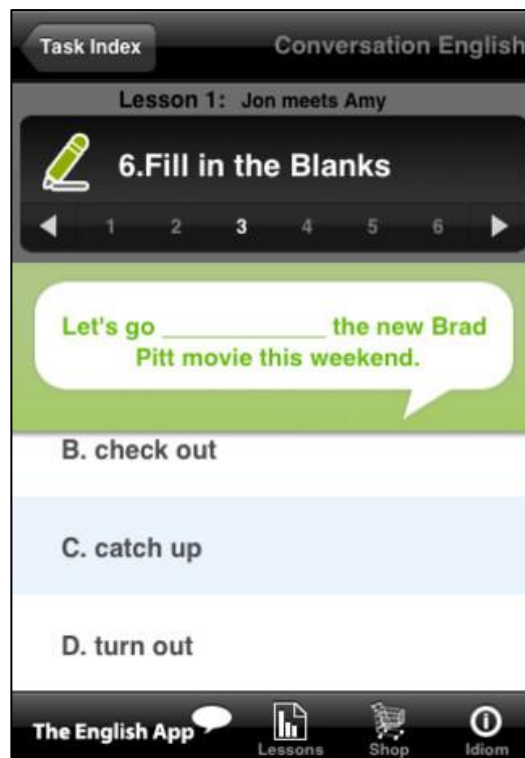 Task Index
Conversation English
Lesson 1: Jon meets Amy
6.Fill in the Blanks
1 2 3 4 5 6
Let's go ____________ the new Brad
Pitt movie this weekend.
B. check out
C. catch up
D. turn out
The English App
Lessons
Shop
Idiom